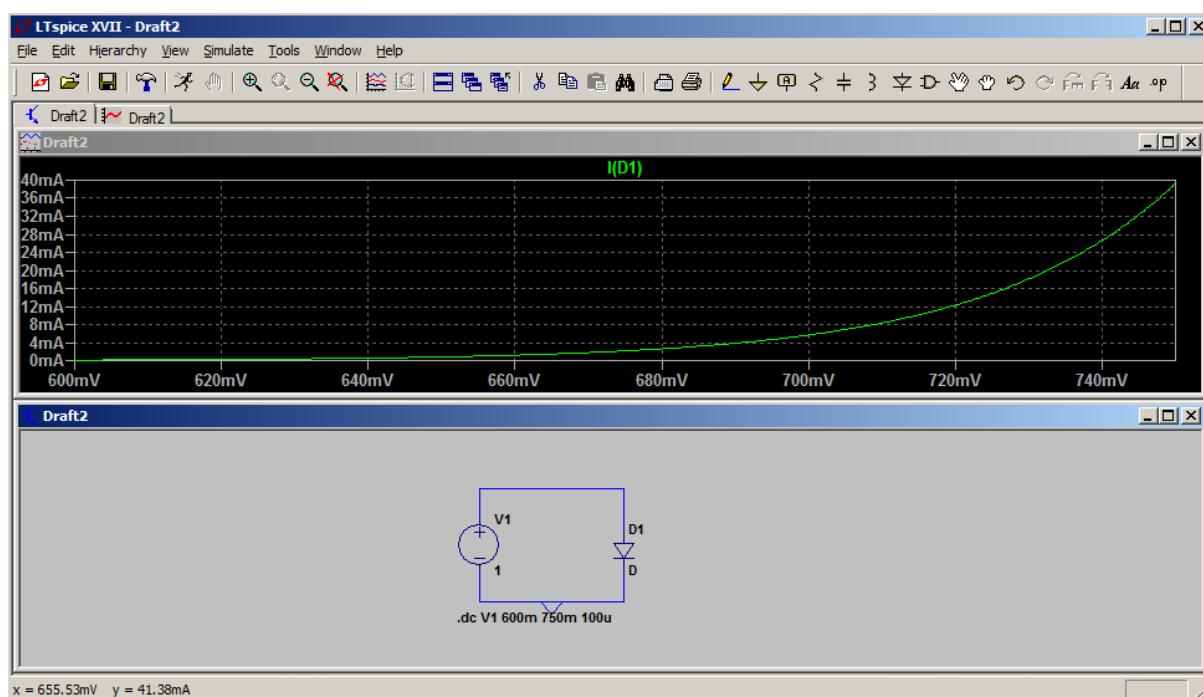 LTspice XVII - Draft2
File Edit Hierarchy View Simulate Tools Window Help
Aa .op
Draft2 Draft2
Draft2
I(D1)
40mA
36mA
32mA
28mA
24mA
20mA
16mA
12mA
8mA
4mA
0mA
600mV 620mV 640mV 660mV 680mV 700mV 720mV 740mV
Draft2
V1
D1
1
D
.dc V1 600m 750m 100u
x = 655.53mV y = 41.38mA